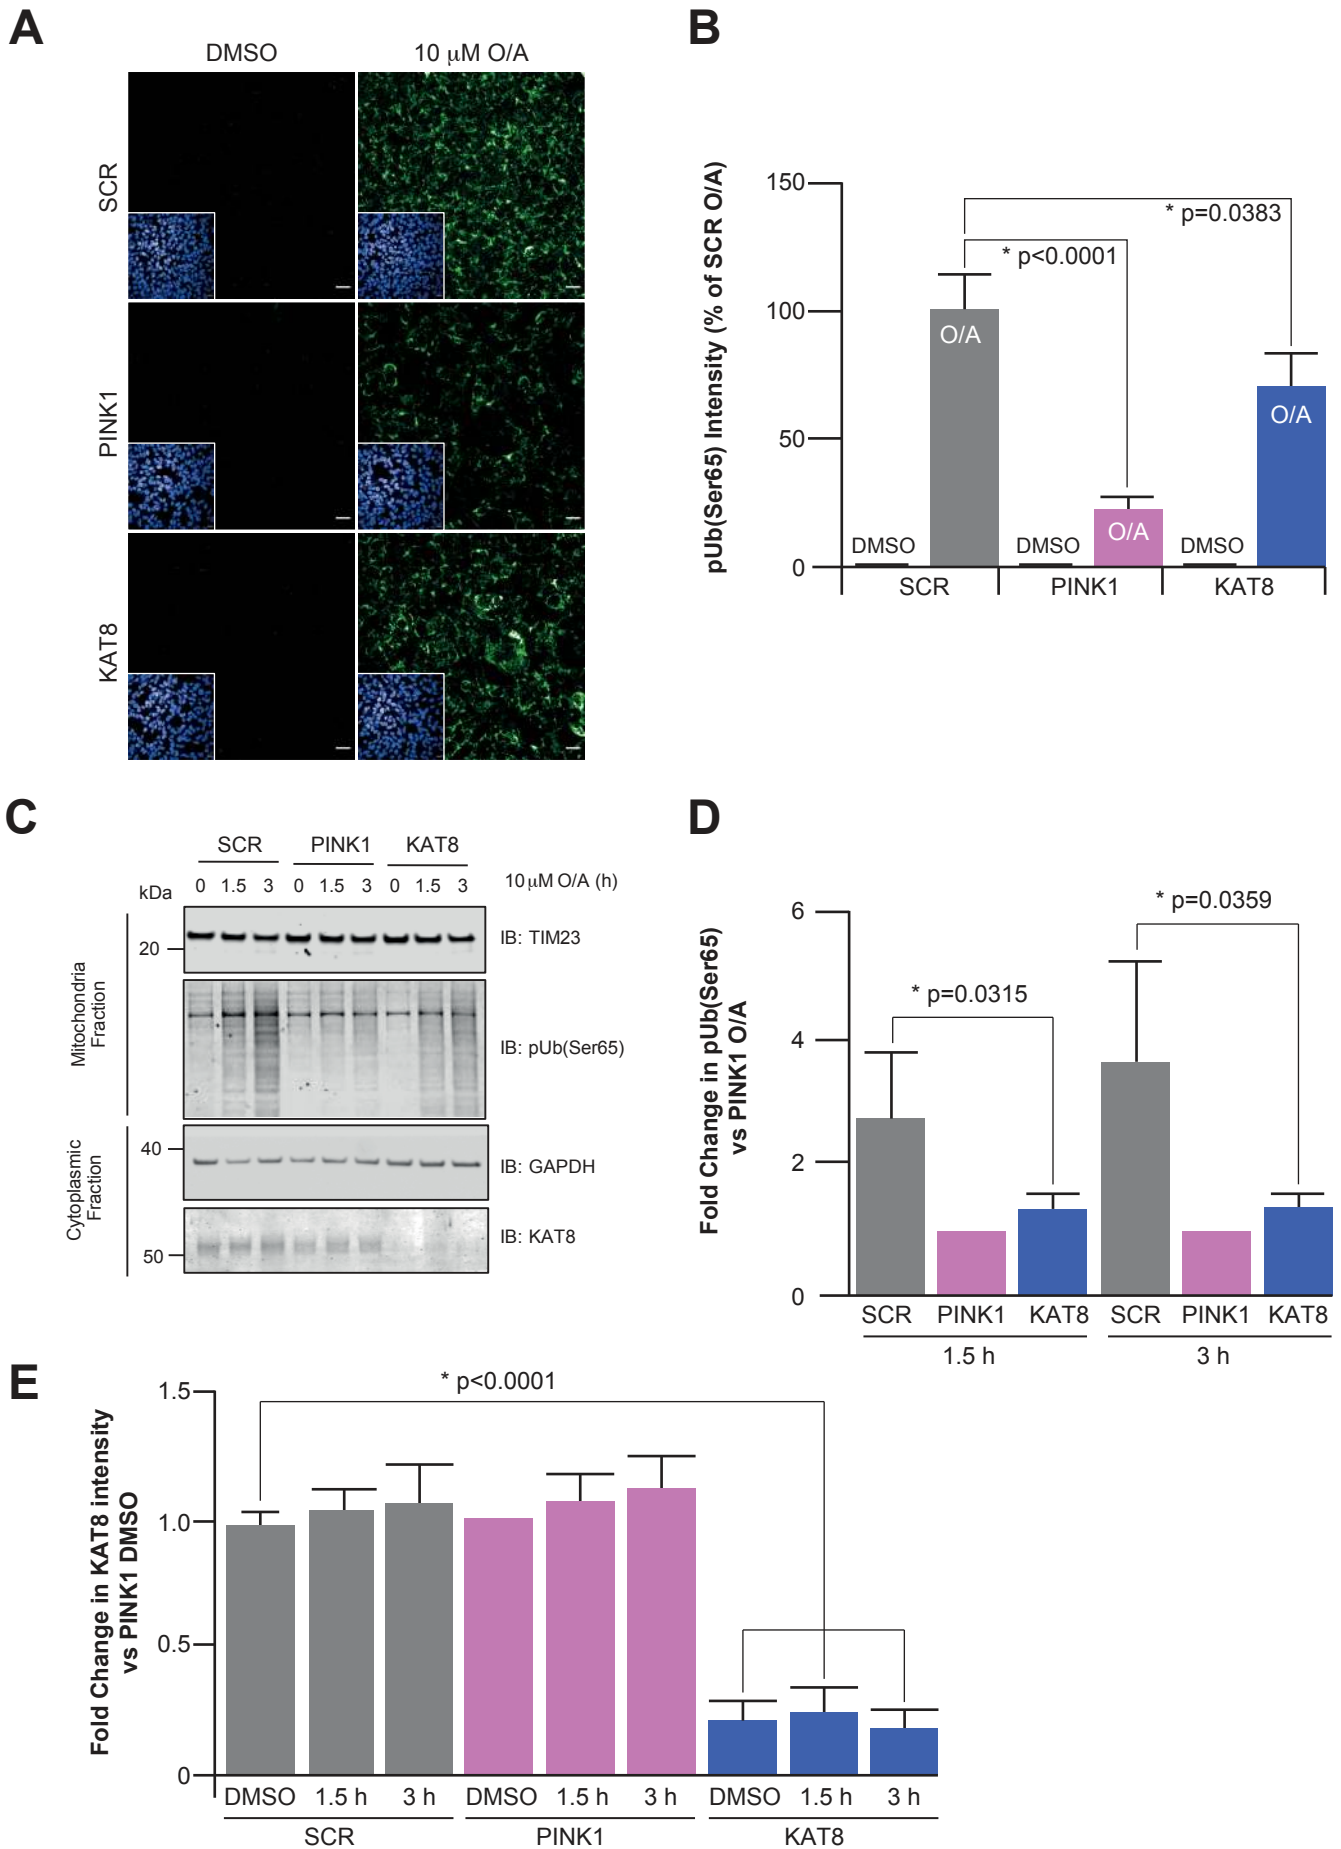 A
DMSO
10 μM O/A
SCR
PINK1
KAT8
B
pUb(Ser65) Intensity (% of SCR O/A)
150
100
50
0
* p=0.0383
* p<0.0001
O/A
O/A
O/A
DMSO
DMSO
DMSO
SCR
PINK1
KAT8
C
SCR
PINK1
KAT8
kDa
0 1.5 3 0 1.5 3 0 1.5 3
10 μM O/A (h)
Mitochondria
Fraction
20
IB: TIM23
IB: pUb(Ser65)
Cytoplasmic
Fraction
40
IB: GAPDH
50
IB: KAT8
D
Fold Change in pUb(Ser65)
vs PINK1 O/A
6
4
2
0
* p=0.0315
* p=0.0359
SCR PINK1 KAT8 SCR PINK1 KAT8
1.5 h
3 h
E
Fold Change in KAT8 intensity
vs PINK1 DMSO
1.5
1.0
0.5
0
* p<0.0001
DMSO 1.5 h 3 h DMSO 1.5 h 3 h DMSO 1.5 h 3 h
SCR
PINK1
KAT8